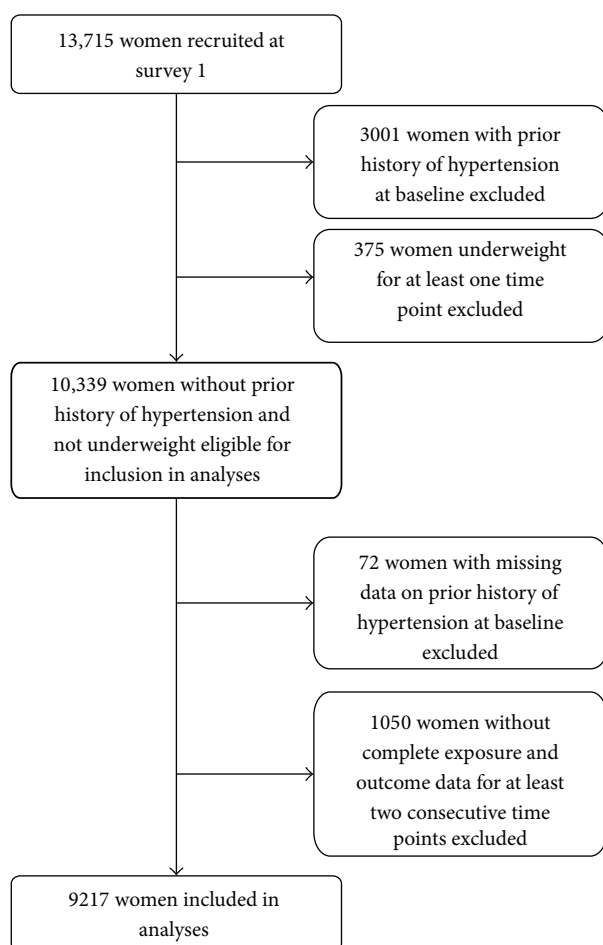 13,715 women recruited at
survey 1
3001 women with prior
history of hypertension
at baseline excluded
375 women underweight
for at least one time
point excluded
10,339 women without prior
history of hypertension and
not underweight eligible for
inclusion in analyses
72 women with missing
data on prior history of
hypertension at baseline
excluded
1050 women without
complete exposure and
outcome data for at least
two consecutive time
points excluded
9217 women included in
analyses